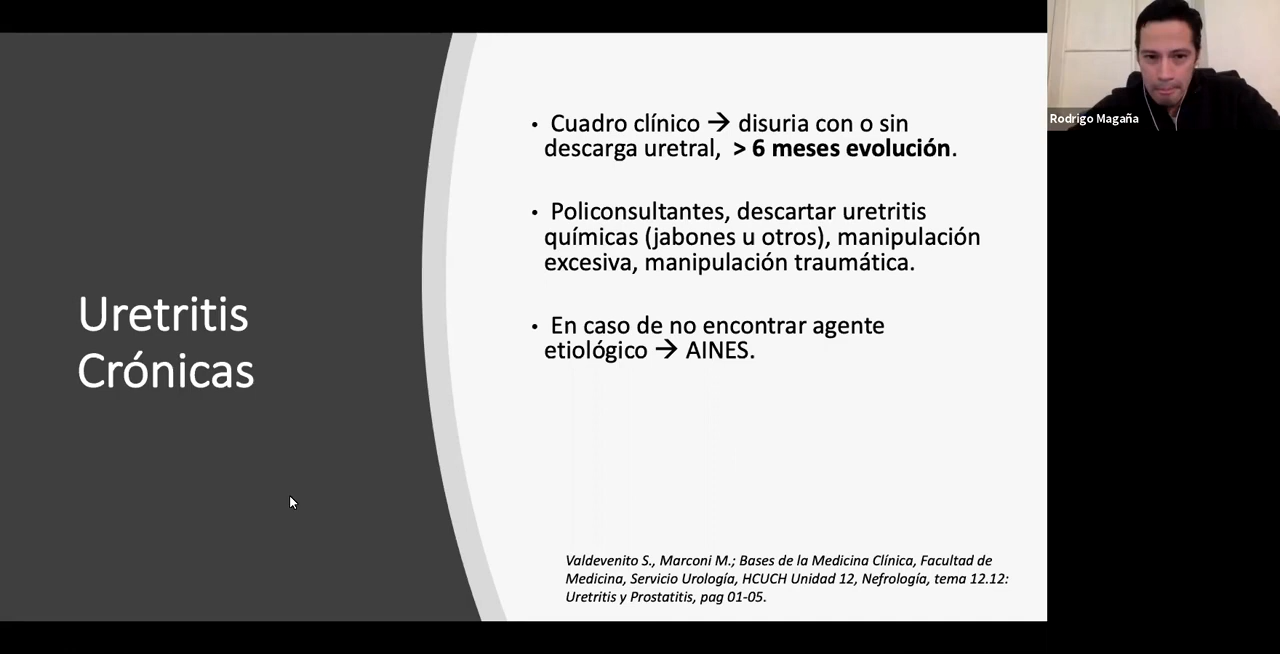 Uretritis
Crónicas
• Cuadro clínico → disuria con o sin
descarga uretral, > 6 meses evolución.
• Policonsultantes, descartar uretritis
químicas (jabones u otros), manipulación
excesiva, manipulación traumática.
• En caso de no encontrar agente
etiológico → AINES.
Valdevenito S., Marconi M.; Bases de la Medicina Clínica, Facultad de
Medicina, Servicio Urología, HCUCH Unidad 12, Nefrología, tema 12.12:
Uretritis y Prostatitis, pag 01-05.
Rodrigo Magaña